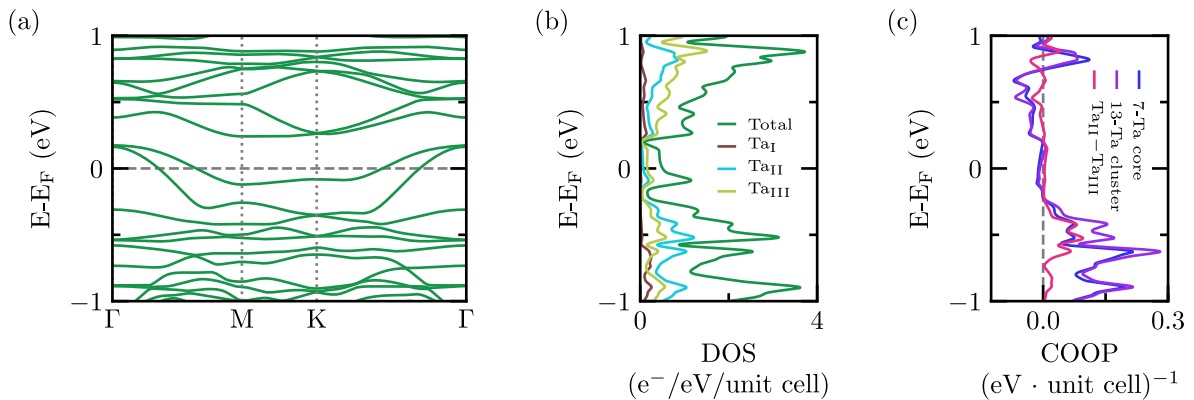 (a)
E-E_F (eV)
1
0
−1
Γ
M
K
Γ
(b)
E-E_F (eV)
1
0
−1
Total
Ta_I
Ta_II
Ta_III
0
4
DOS
(e⁻/eV/unit cell)
(c)
E-E_F (eV)
1
0
−1
7-Ta core
13-Ta cluster
Ta_II − Ta_III
0.0
0.3
COOP
(eV · unit cell)⁻¹